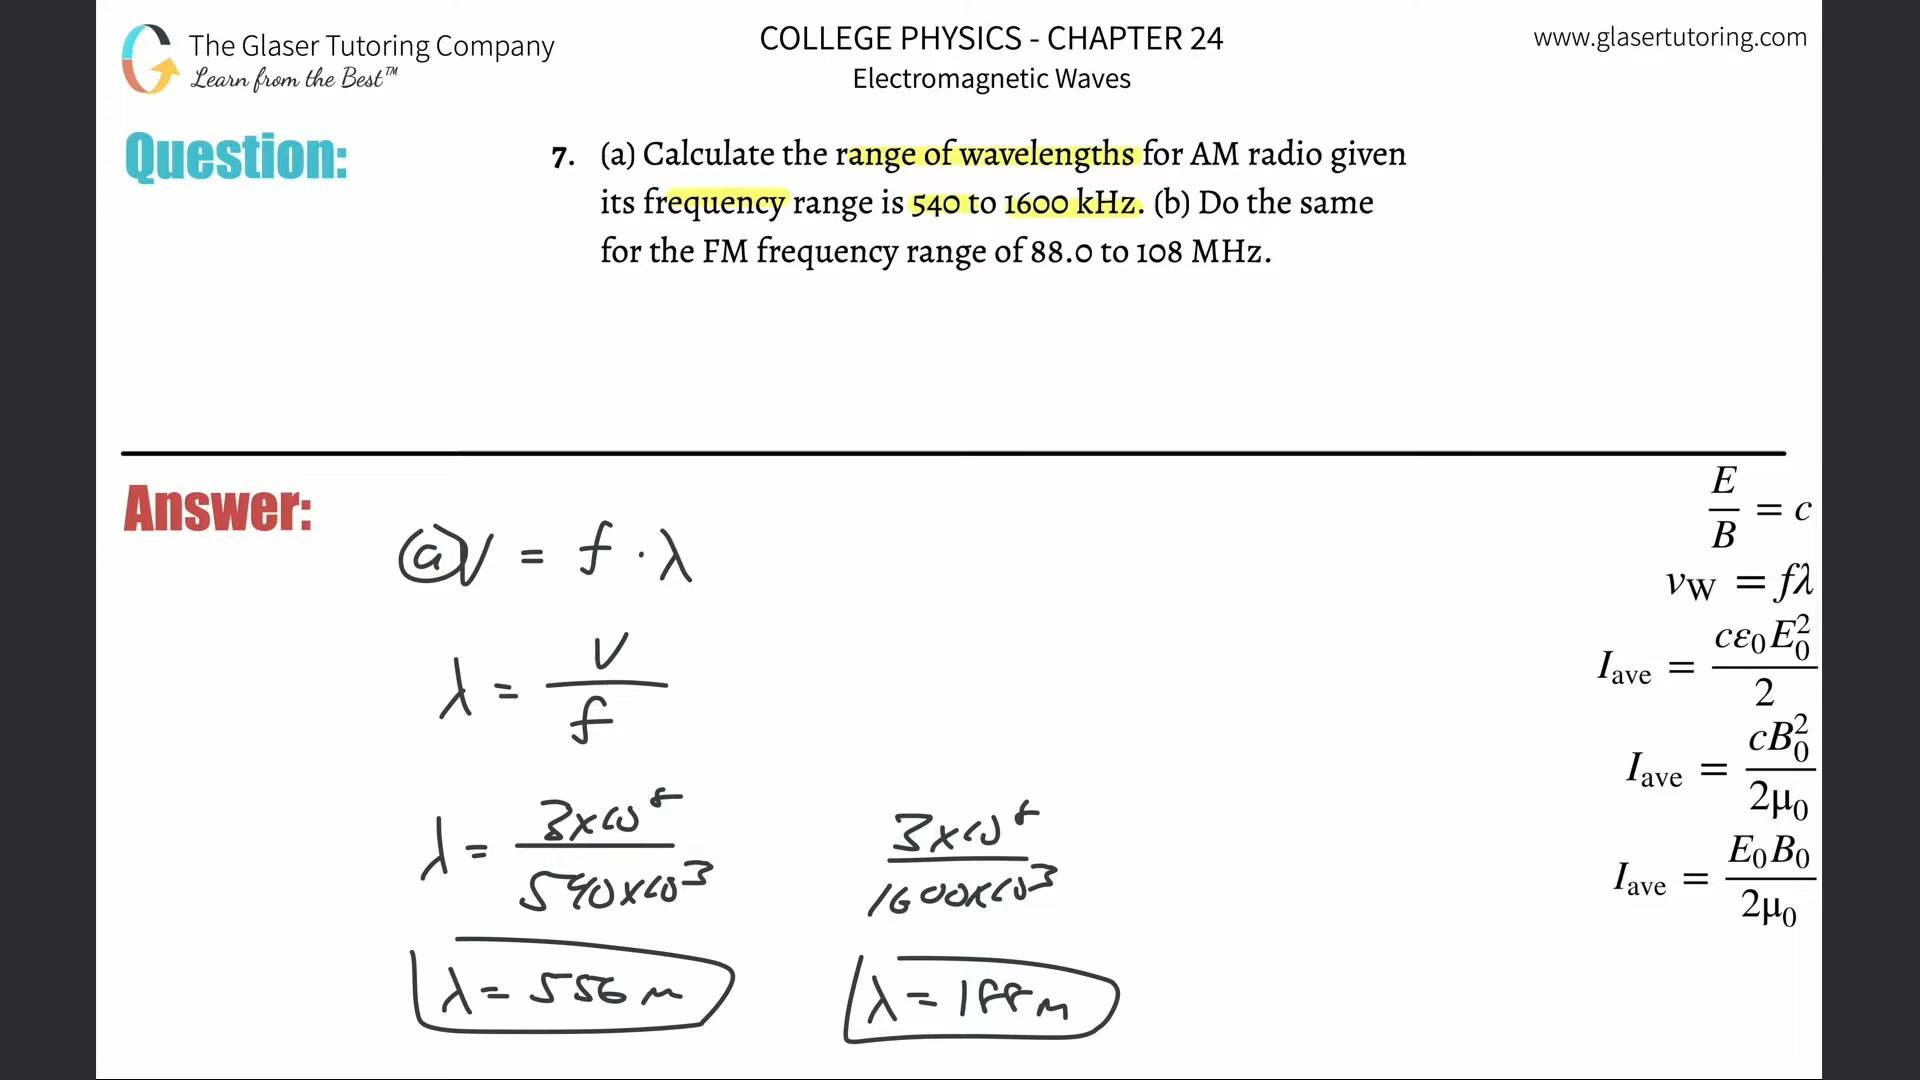 The Glaser Tutoring Company
Learn from the Best™
COLLEGE PHYSICS - CHAPTER 24
Electromagnetic Waves
www.glasertutoring.com
Question:
7. (a) Calculate the range of wavelengths for AM radio given
its frequency range is 540 to 1600 kHz. (b) Do the same
for the FM frequency range of 88.0 to 108 MHz.
Answer:
ⓐ V = f · λ
λ = V / f
λ = 3x10⁸ / 540x10³
3x10⁸ / 1600x10³
λ = 556 m
λ = 188 m
E / B = c
v_W = fλ
I_ave = cε₀E₀² / 2
I_ave = cB₀² / 2μ₀
I_ave = E₀B₀ / 2μ₀